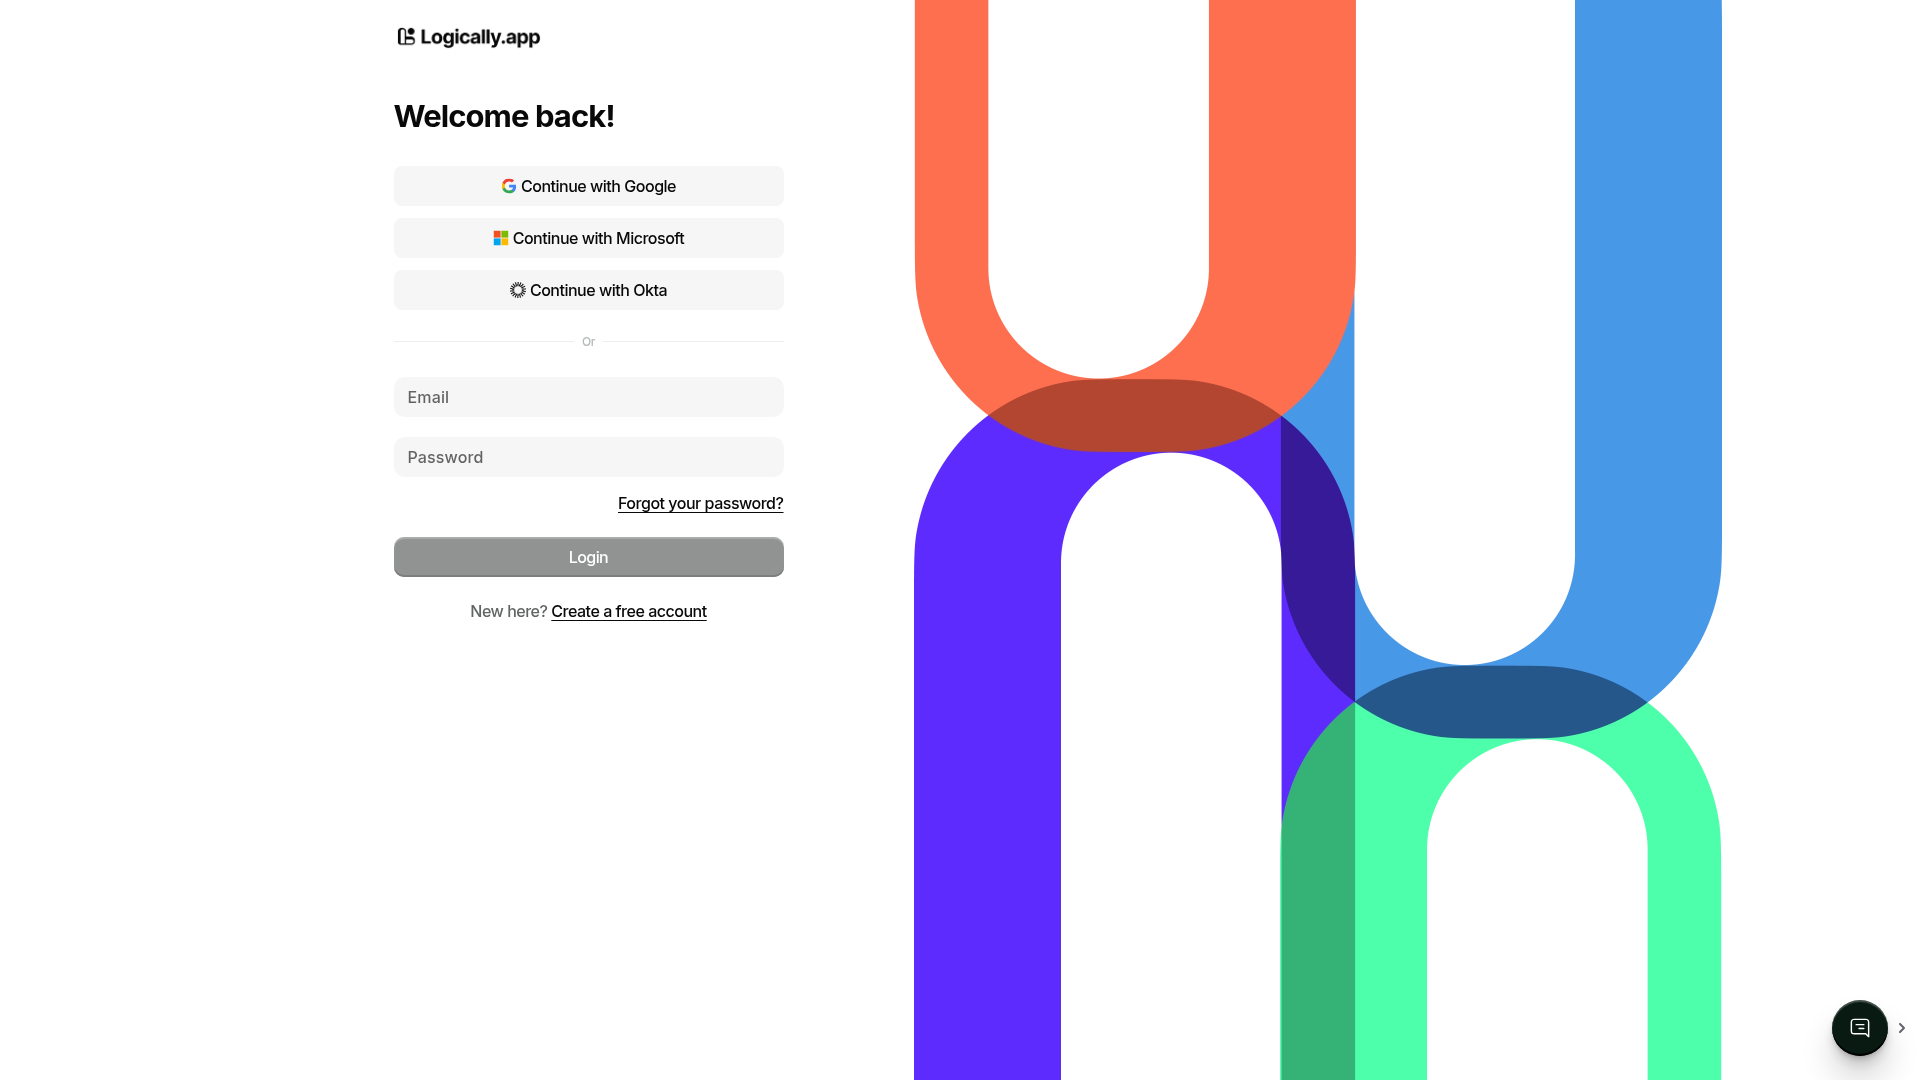 Logically.app
Welcome back!
Continue with Google
Continue with Microsoft
Continue with Okta
Or
Email
Password
Forgot your password?
Login
New here? Create a free account